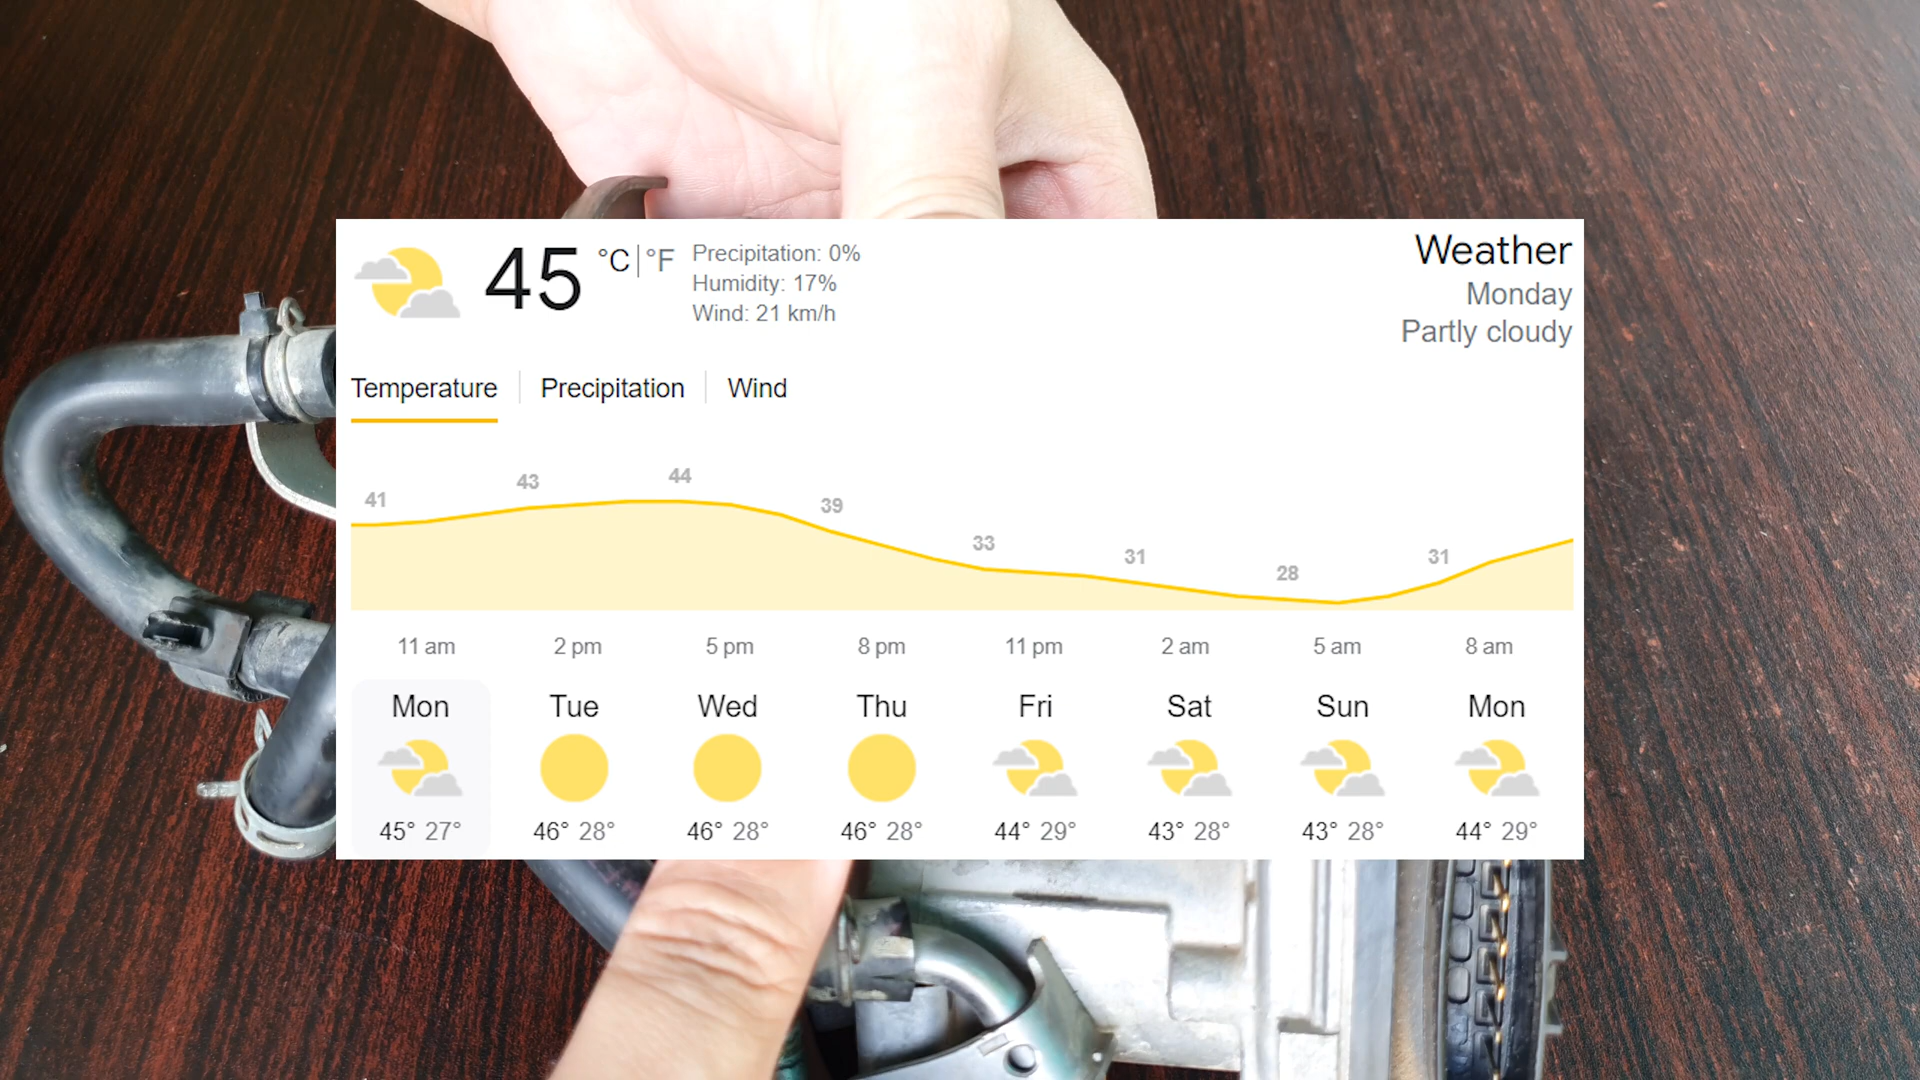 45 °C | °F
Precipitation: 0%
Humidity: 17%
Wind: 21 km/h
Weather
Monday
Partly cloudy
Temperature
Precipitation
Wind
41 43 44 39 33 31 28 31
11 am 2 pm 5 pm 8 pm 11 pm 2 am 5 am 8 am
Mon Tue Wed Thu Fri Sat Sun Mon
45° 27° 46° 28° 46° 28° 46° 28° 44° 29° 43° 28° 43° 28° 44° 29°